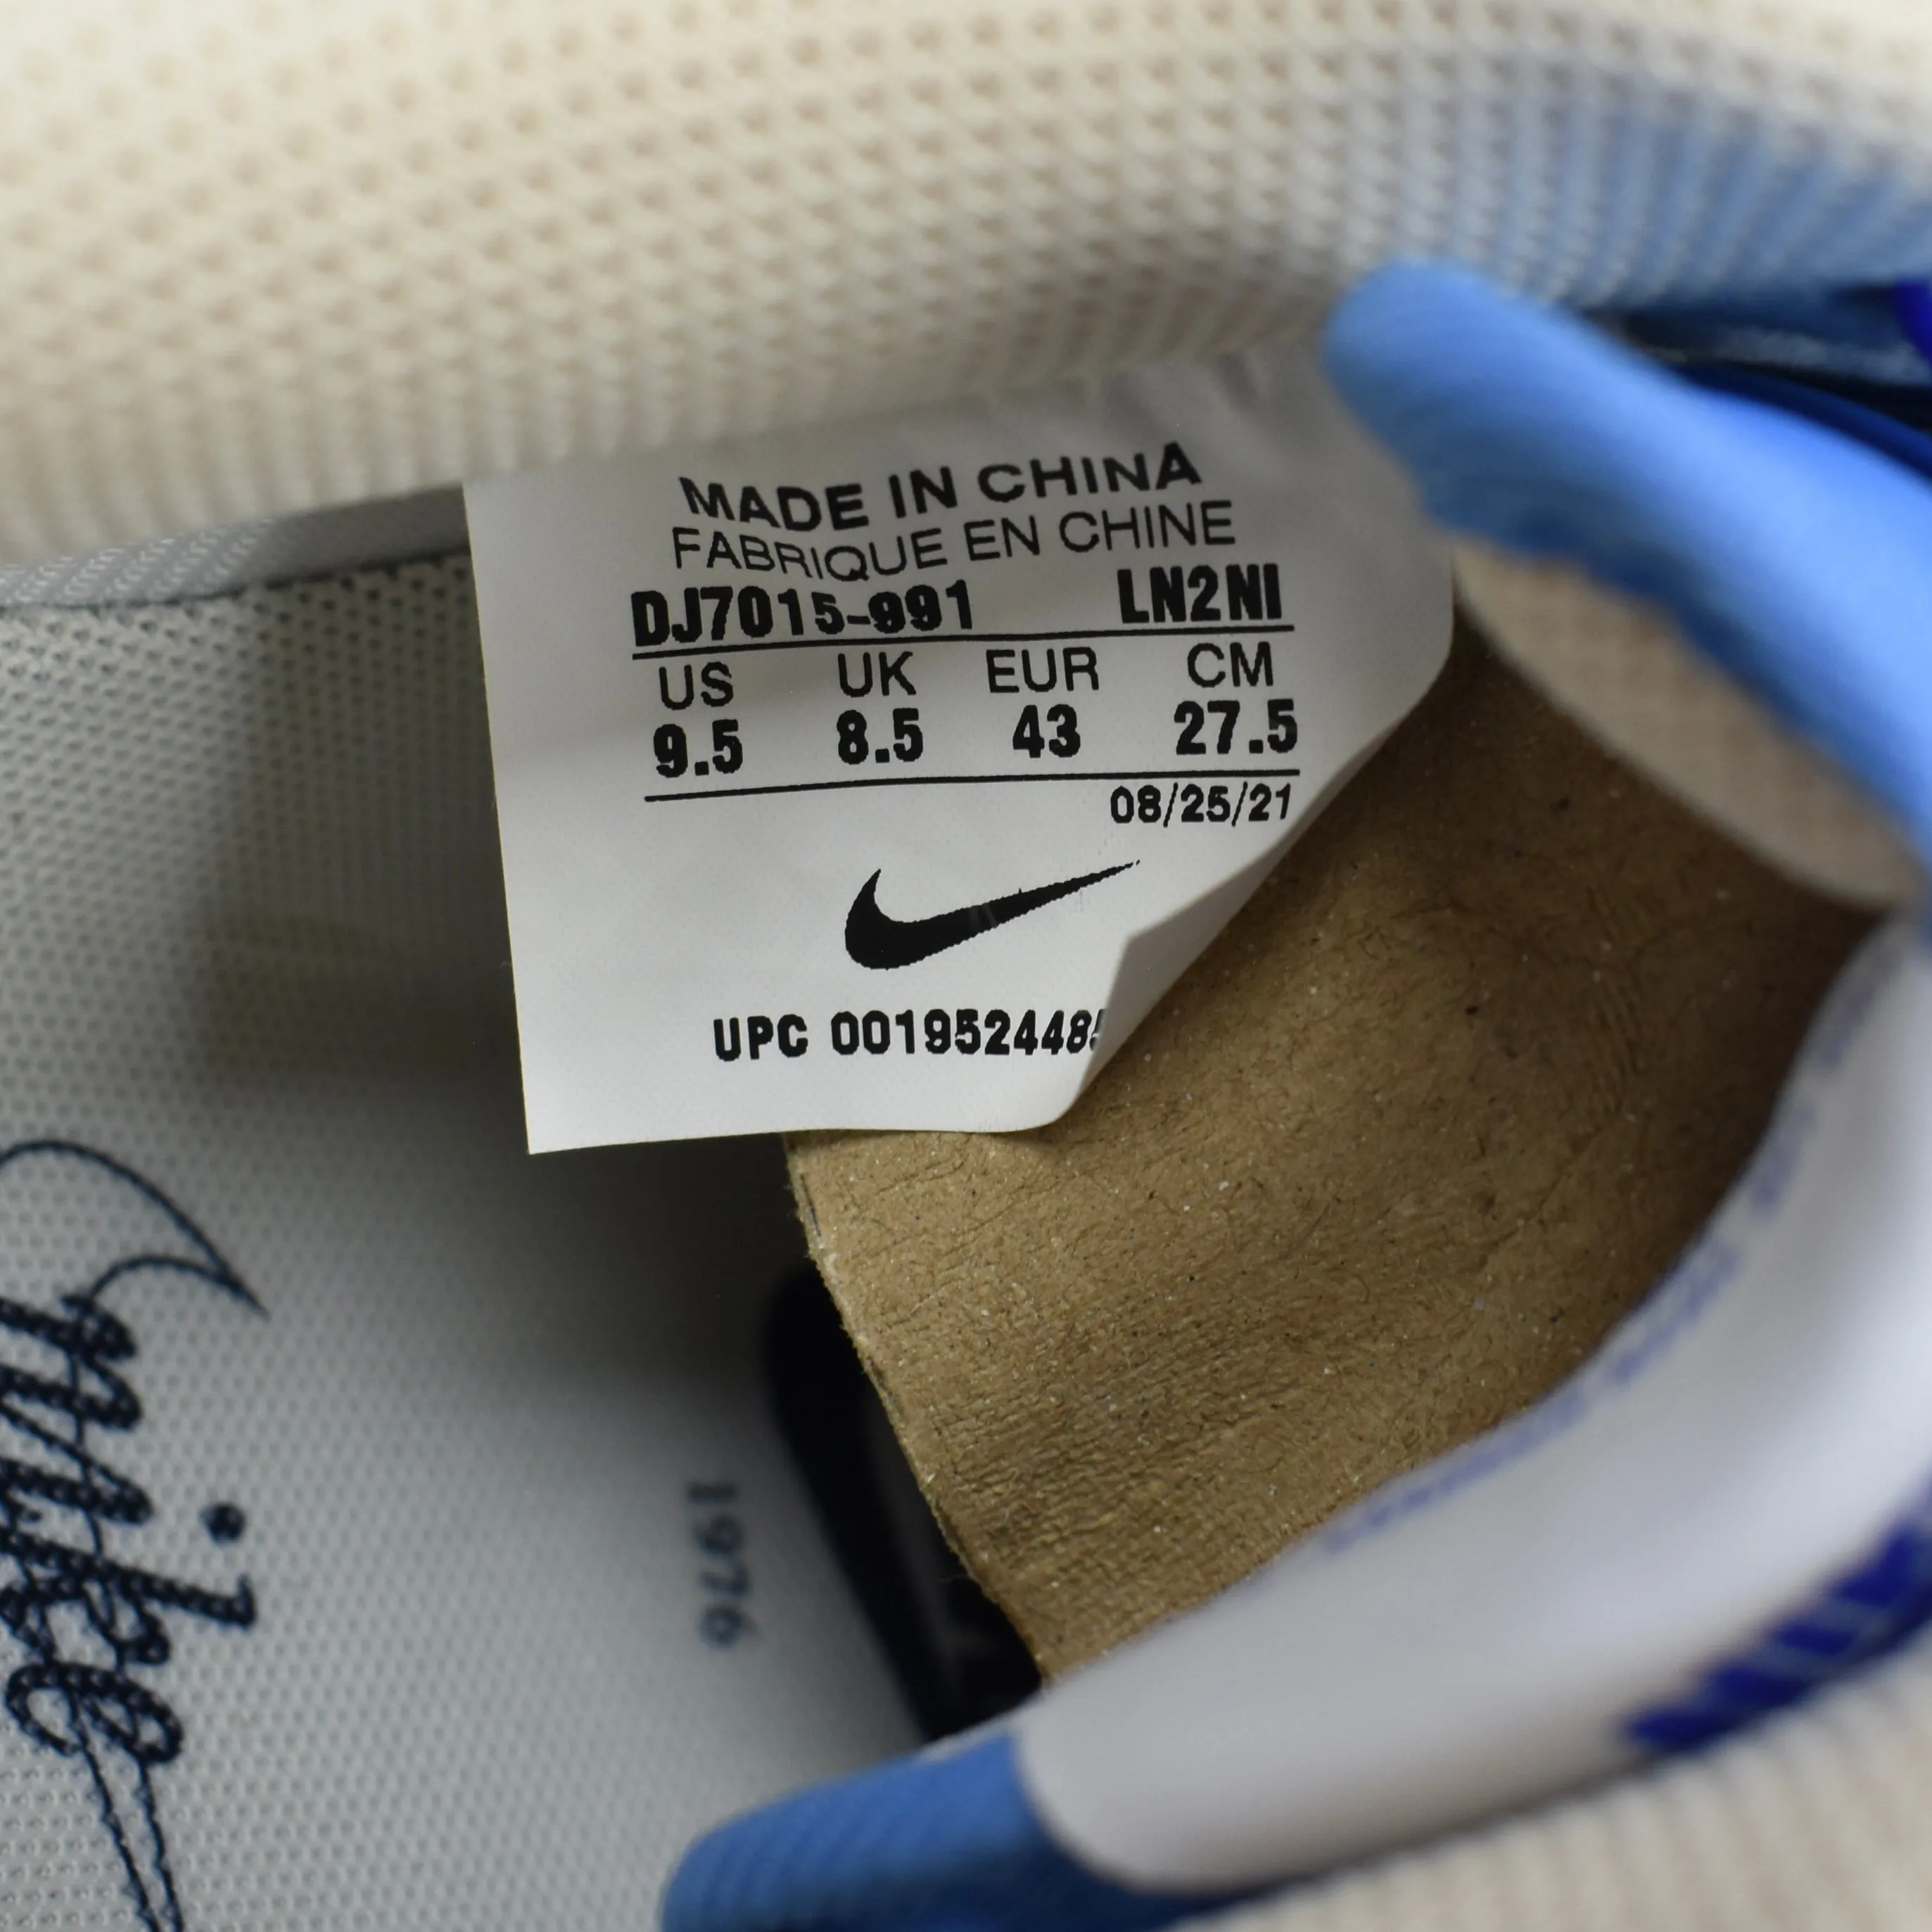 MADE IN CHINA
FABRIQUE EN CHINE
DJ7015-991 LN2NI
US UK EUR CM
9.5 8.5 43 27.5
08/25/21
UPC 0019524485
nike
1976